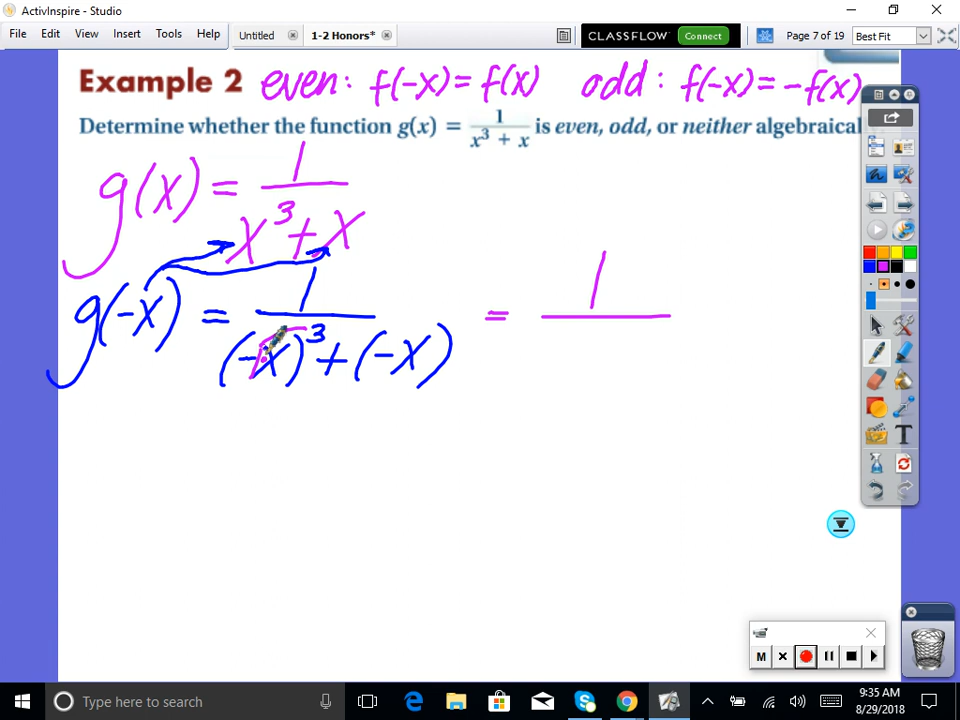 ActivInspire - Studio
File Edit View Insert Tools Help Untitled 1-2 Honors* CLASSFLOW Connect Page 7 of 19 Best Fit
Example 2 even: f(-x) = f(x) odd: f(-x) = -f(x)
Determine whether the function g(x) = 1/(x³ + x) is even, odd, or neither algebraical
g(x) = 1/(x³ + x)
g(-x) = 1/((-x)³ + (-x)) = 1/
T
M
Type here to search
9:35 AM
8/29/2018